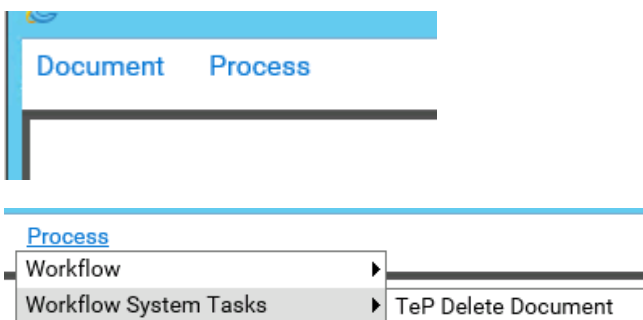 Document Process
Process
Workflow
Workflow System Tasks TeP Delete Document